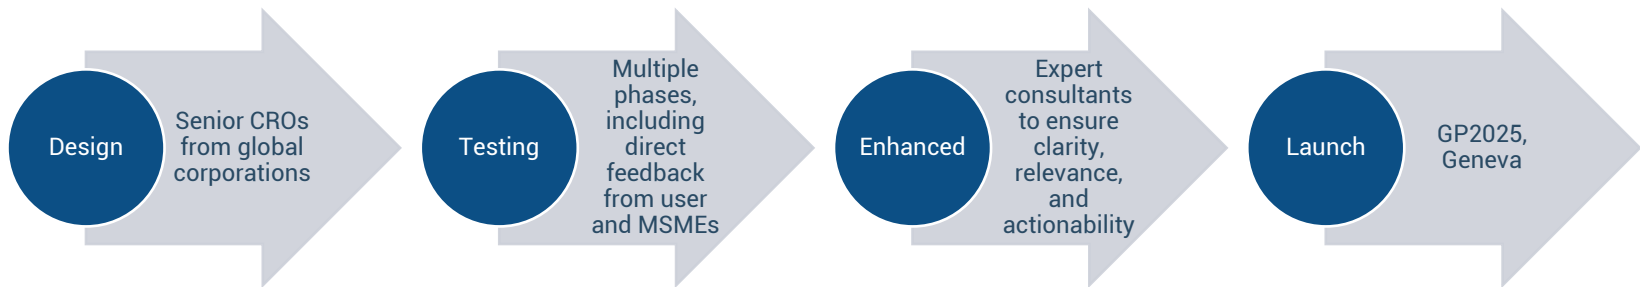 Design
Senior CROs
from global
corporations
Testing
Multiple
phases,
including
direct
feedback
from user
and MSMEs
Enhanced
Expert
consultants
to ensure
clarity,
relevance,
and
actionability
Launch
GP2025,
Geneva